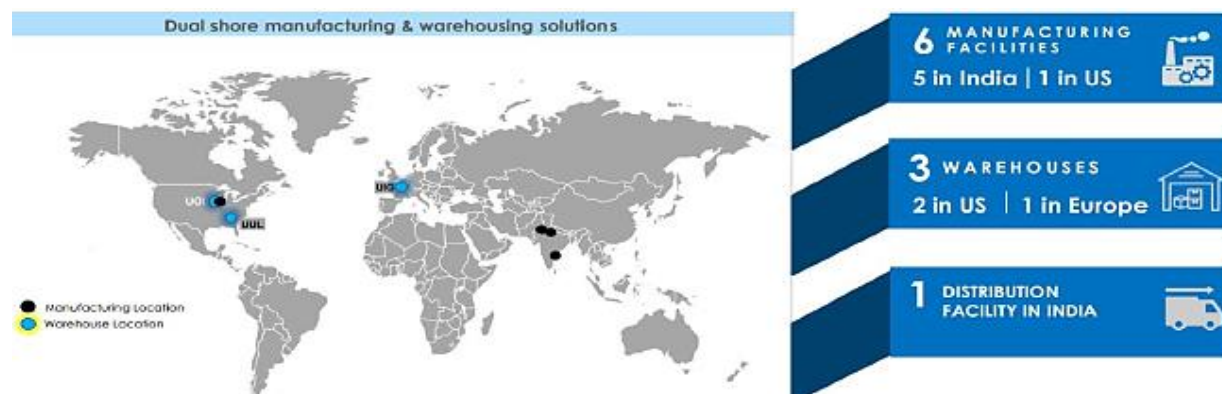 Dual shore manufacturing & warehousing solutions
UOI
UIG
UUL
Manufacturing Location
Warehouse Location
6 MANUFACTURING
FACILITIES
5 in India | 1 in US
3 WAREHOUSES
2 in US | 1 in Europe
1 DISTRIBUTION
FACILITY IN INDIA